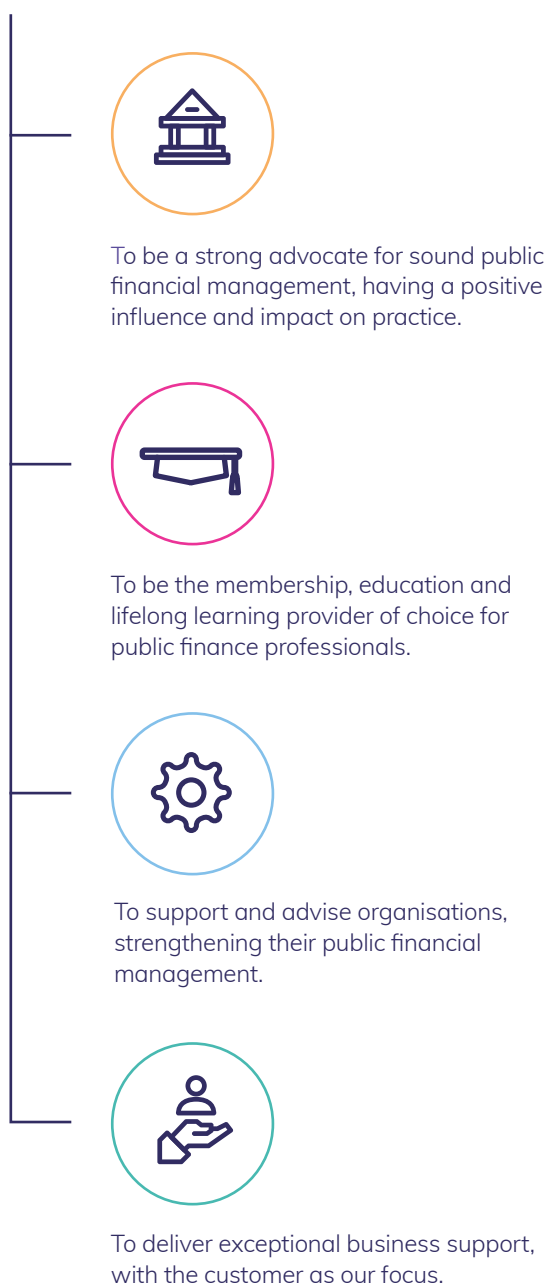 To be a strong advocate for sound public
financial management, having a positive
influence and impact on practice.
To be the membership, education and
lifelong learning provider of choice for
public finance professionals.
To support and advise organisations,
strengthening their public financial
management.
To deliver exceptional business support,
with the customer as our focus.